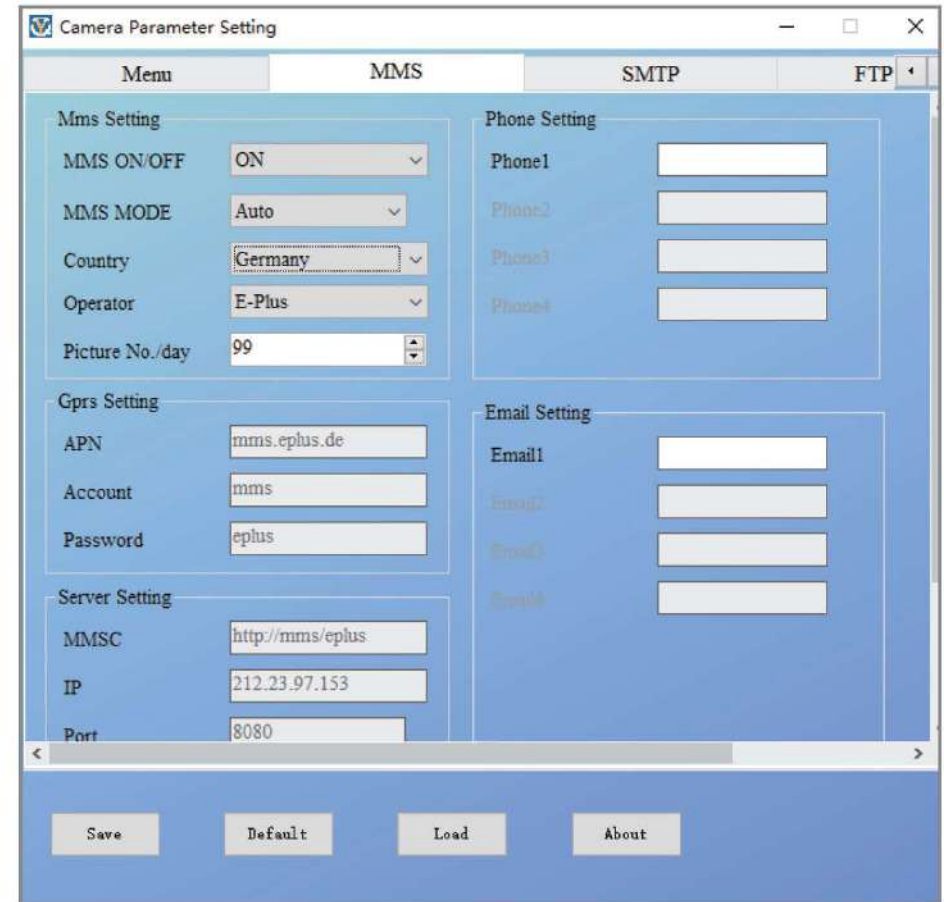 Camera Parameter Setting
Menu MMS SMTP FTP
Mms Setting
MMS ON/OFF ON
MMS MODE Auto
Country Germany
Operator E-Plus
Picture No./day 99
Gprs Setting
APN mms.eplus.de
Account mms
Password eplus
Server Setting
MMSC http://mms/eplus
IP 212.23.97.153
Port 8080
Phone Setting
Phone1
Phone2
Phone3
Phone4
Email Setting
Email1
Email2
Email3
Email4
Save Default Load About